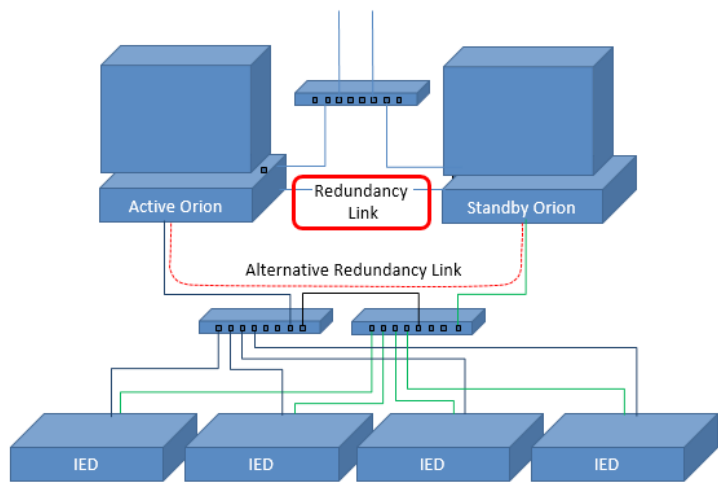 Redundancy
Link
Active Orion
Standby Orion
Alternative Redundancy Link
IED
IED
IED
IED